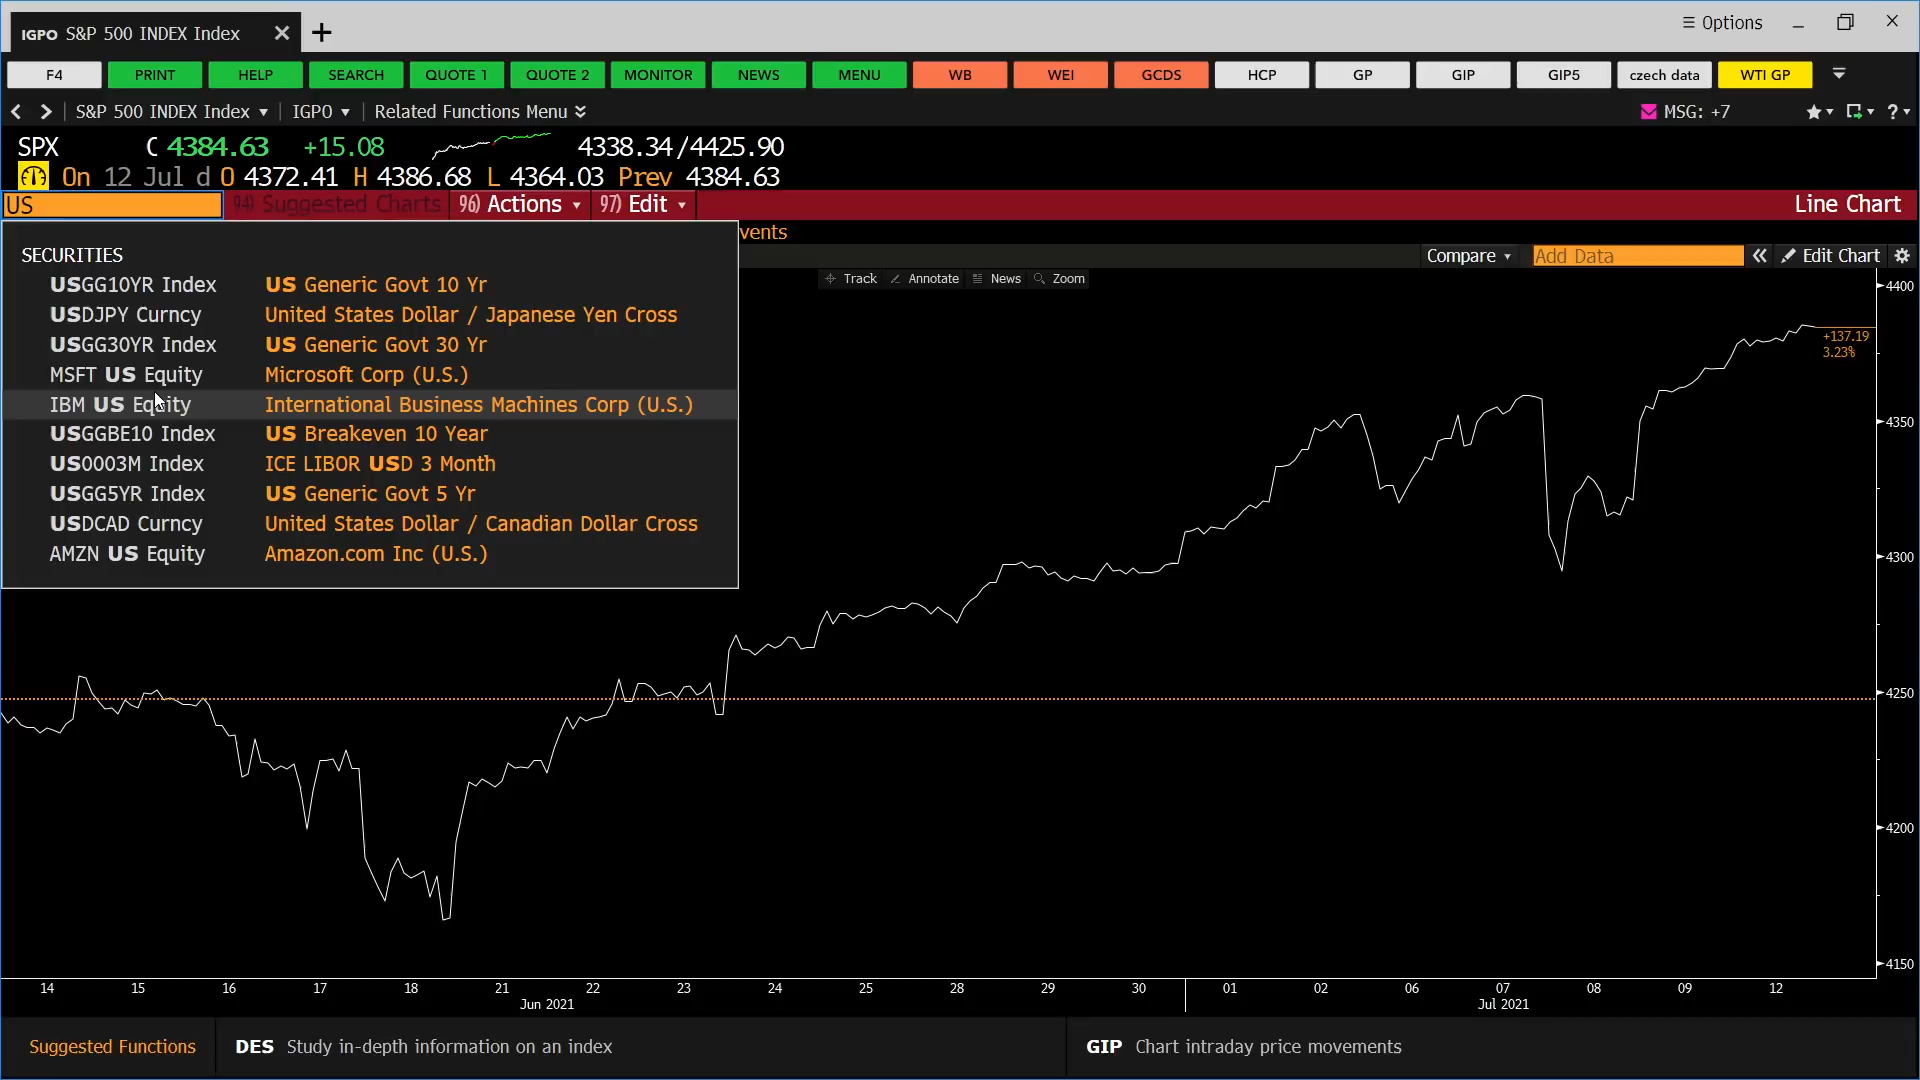 IGPO S&P 500 INDEX Index
Options
F4 PRINT HELP SEARCH QUOTE 1 QUOTE 2 MONITOR NEWS MENU WB WEI GCDS HCP GP GIP GIP5 czech data WTI GP
S&P 500 INDEX Index IGPO Related Functions Menu MSG: +7
SPX C 4384.63 +15.08 4338.34/4425.90
On 12 Jul d O 4372.41 H 4386.68 L 4364.03 Prev 4384.63
US 94) Suggested Charts 96) Actions 97) Edit Line Chart
vents
Compare Add Data Edit Chart
Track Annotate News Zoom
SECURITIES
USGG10YR Index US Generic Govt 10 Yr
USDJPY Curncy United States Dollar / Japanese Yen Cross
USGG30YR Index US Generic Govt 30 Yr
MSFT US Equity Microsoft Corp (U.S.)
IBM US Equity International Business Machines Corp (U.S.)
USGGBE10 Index US Breakeven 10 Year
US0003M Index ICE LIBOR USD 3 Month
USGG5YR Index US Generic Govt 5 Yr
USDCAD Curncy United States Dollar / Canadian Dollar Cross
AMZN US Equity Amazon.com Inc (U.S.)
4400
+137.19
3.23%
4350
4300
4250
4200
4150
14 15 16 17 18 21 22 23 24 25 28 29 30 01 02 06 07 08 09 12
Jun 2021 Jul 2021
Suggested Functions DES Study in-depth information on an index GIP Chart intraday price movements